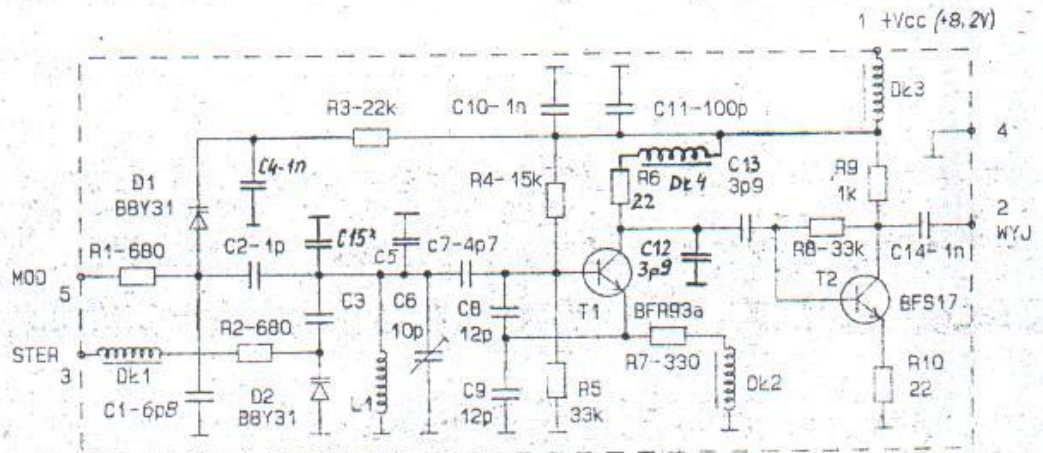 1 +Vcc (+8,2V)
R3-22k
C10-1n
C11-100p
DŁ3
4
D1
BBY31
C4-1n
R4-15k
R6
22
DŁ4
C13
3p9
R9
1k
2
WYJ
R1-680
C2-1p
C15*
C5
C7-4p7
C12
3p9
R8-33k
C14-1n
MOD
5
R2-680
C3
C6
10p
C8
12p
T1
BFR93a
T2
BFS17
STER
3
DŁ1
R7-330
R10
22
C1-6p8
D2
BBY31
L1
C9
12p
R5
33k
DŁ2